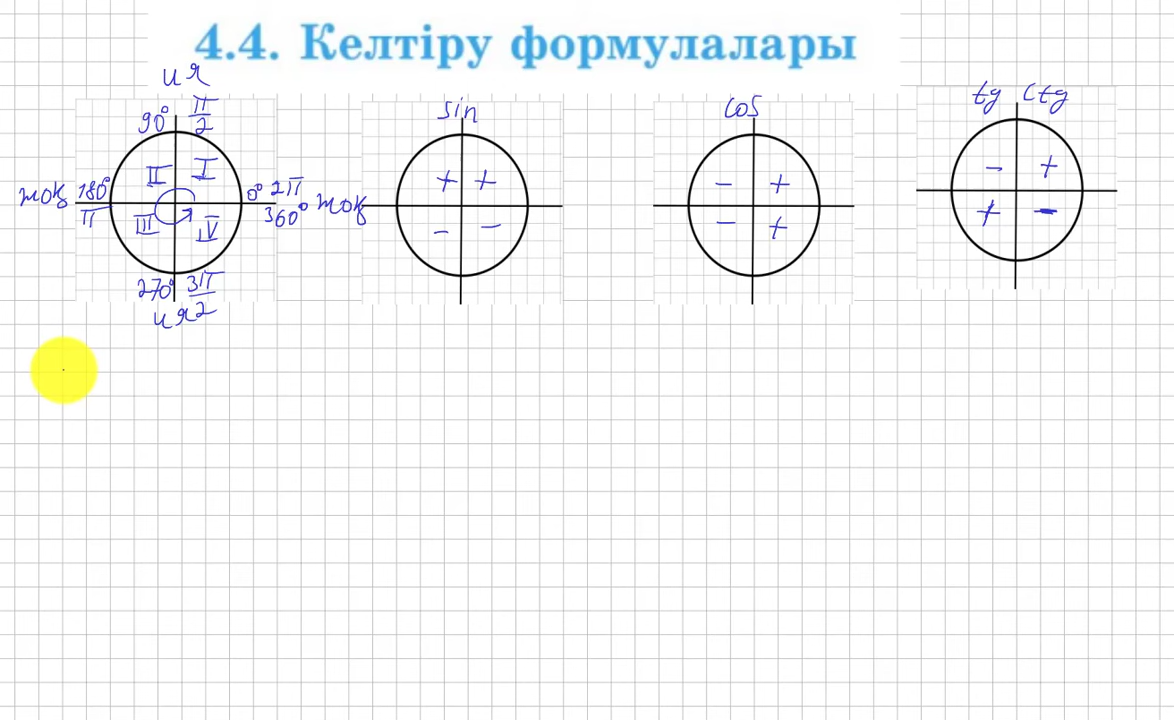 4.4. Келтіру формулалары
ия
90° π/2
II I
жоқ 180° π
0° 2π 360° жоқ
III IV
270° 3π/2
ия
sin
+ +
- -
cos
- +
- +
tg ctg
- +
+ -